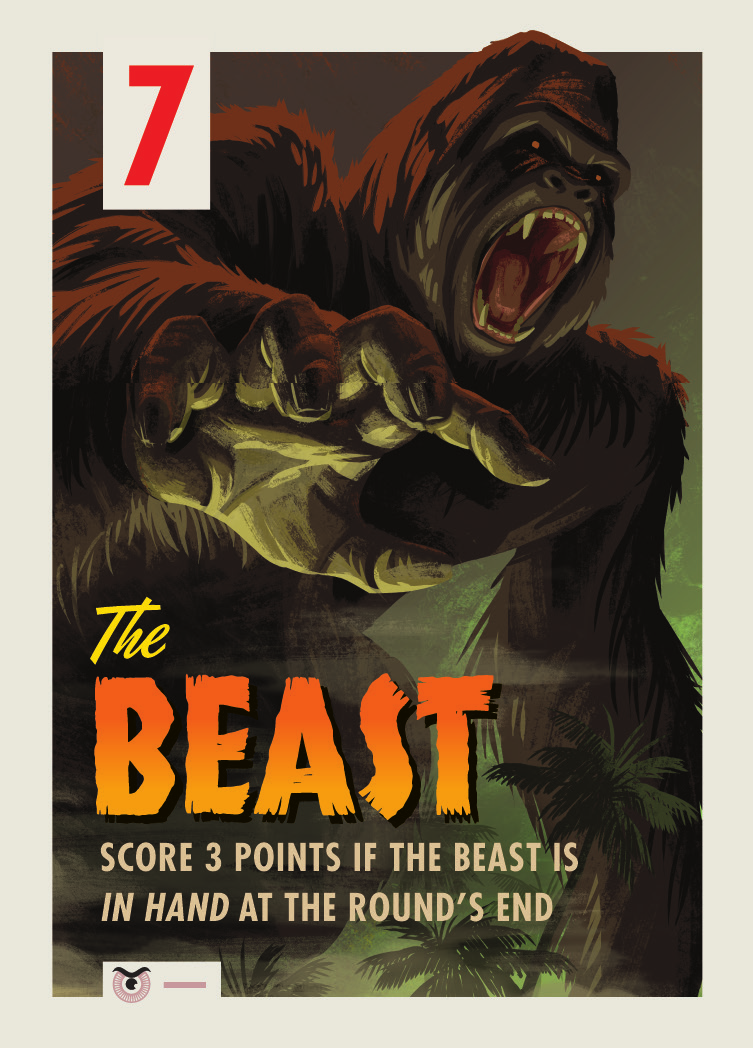 7
The
BEAST
SCORE 3 POINTS IF THE BEAST IS
IN HAND AT THE ROUND'S END